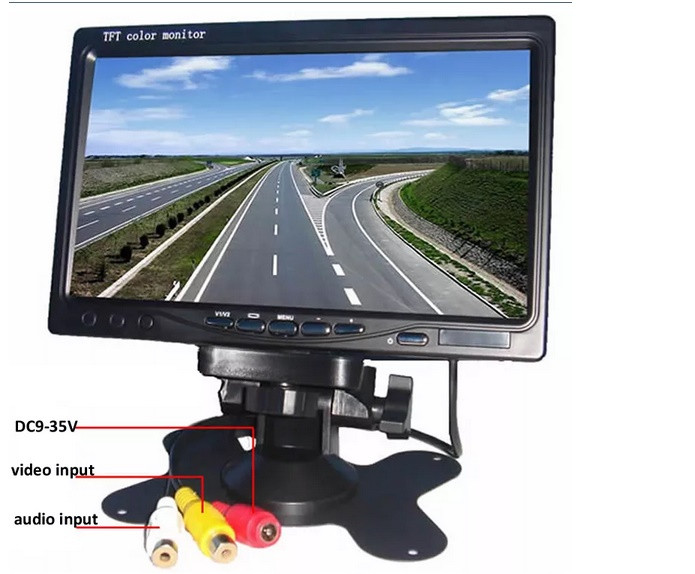 TFT color monitor
V1/V2
MENU
-
+
DC9-35V
video input
audio input